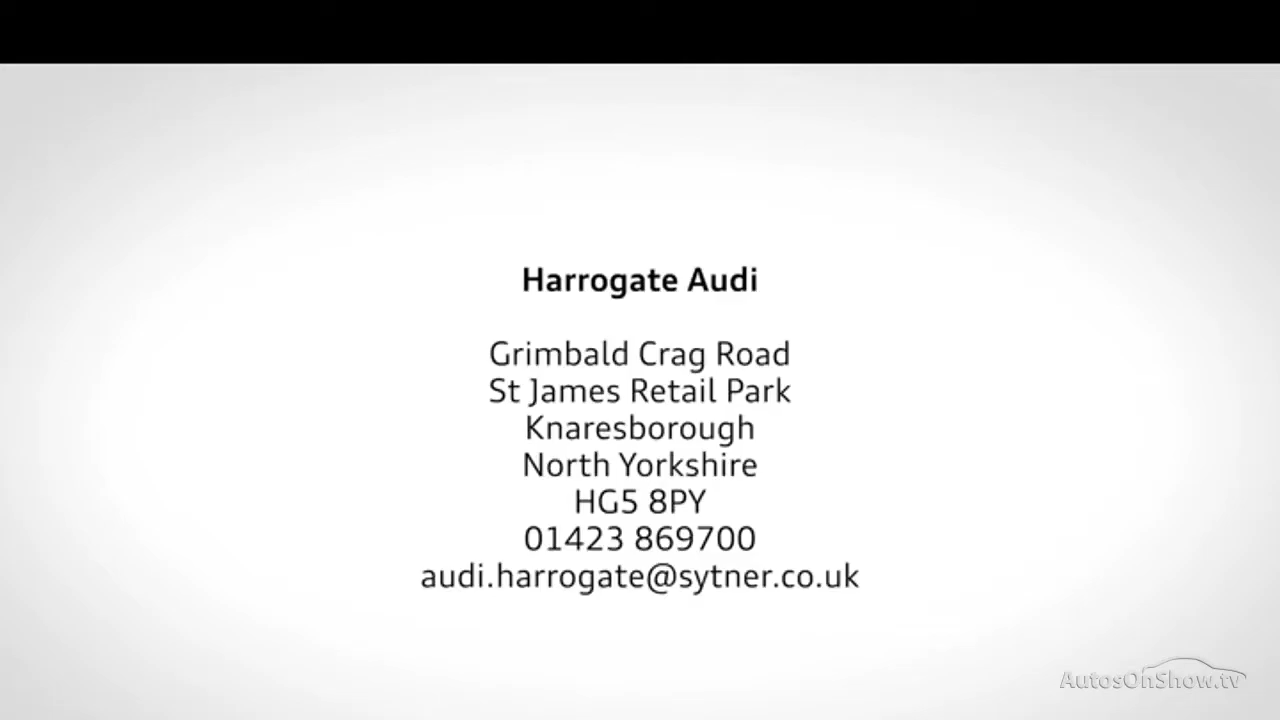 Harrogate Audi
Grimbald Crag Road
St James Retail Park
Knaresborough
North Yorkshire
HG5 8PY
01423 869700
audi.harrogate@sytner.co.uk
AutosOnShow.tv